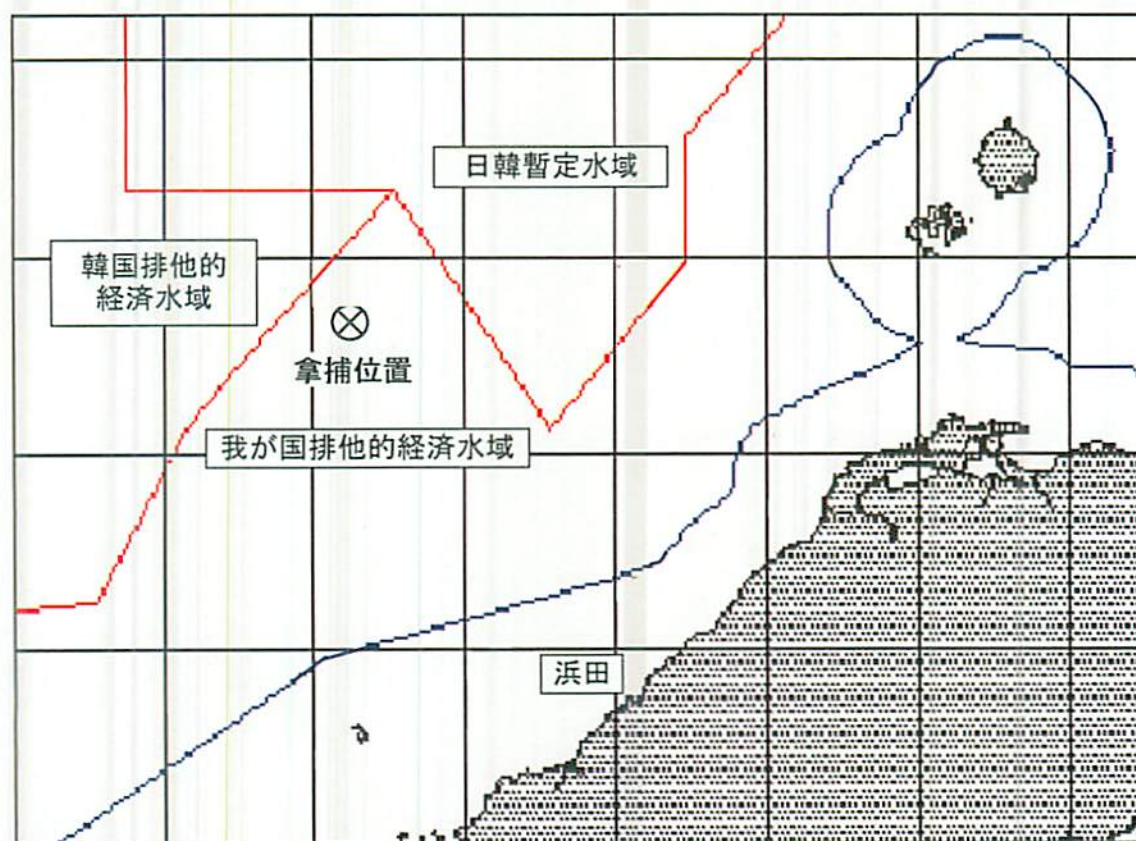 日韓暫定水域
韓国排他的
経済水域
拿捕位置
我が国排他的経済水域
浜田